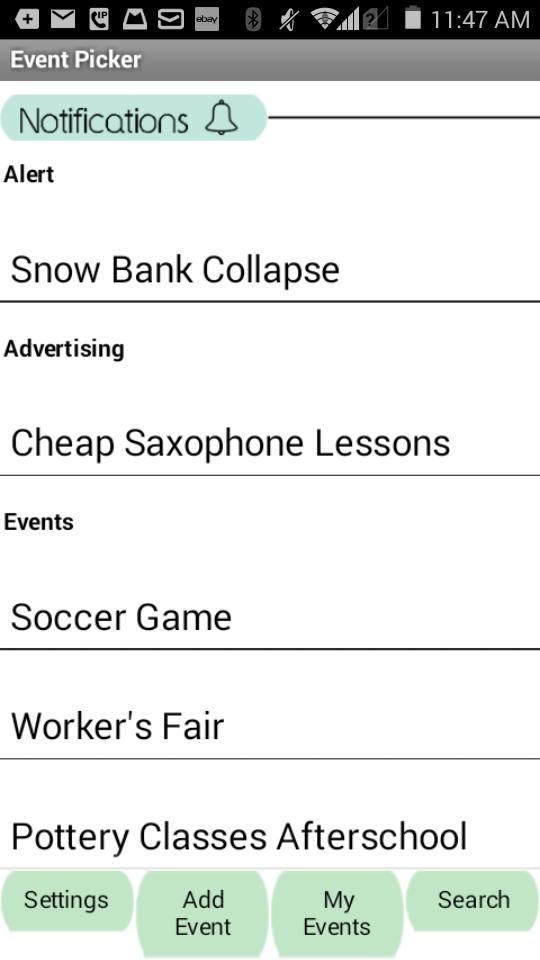 ebay
11:47 AM
Event Picker
Notifications
Alert
Snow Bank Collapse
Advertising
Cheap Saxophone Lessons
Events
Soccer Game
Worker's Fair
Pottery Classes Afterschool
Settings
Add
Event
My
Events
Search